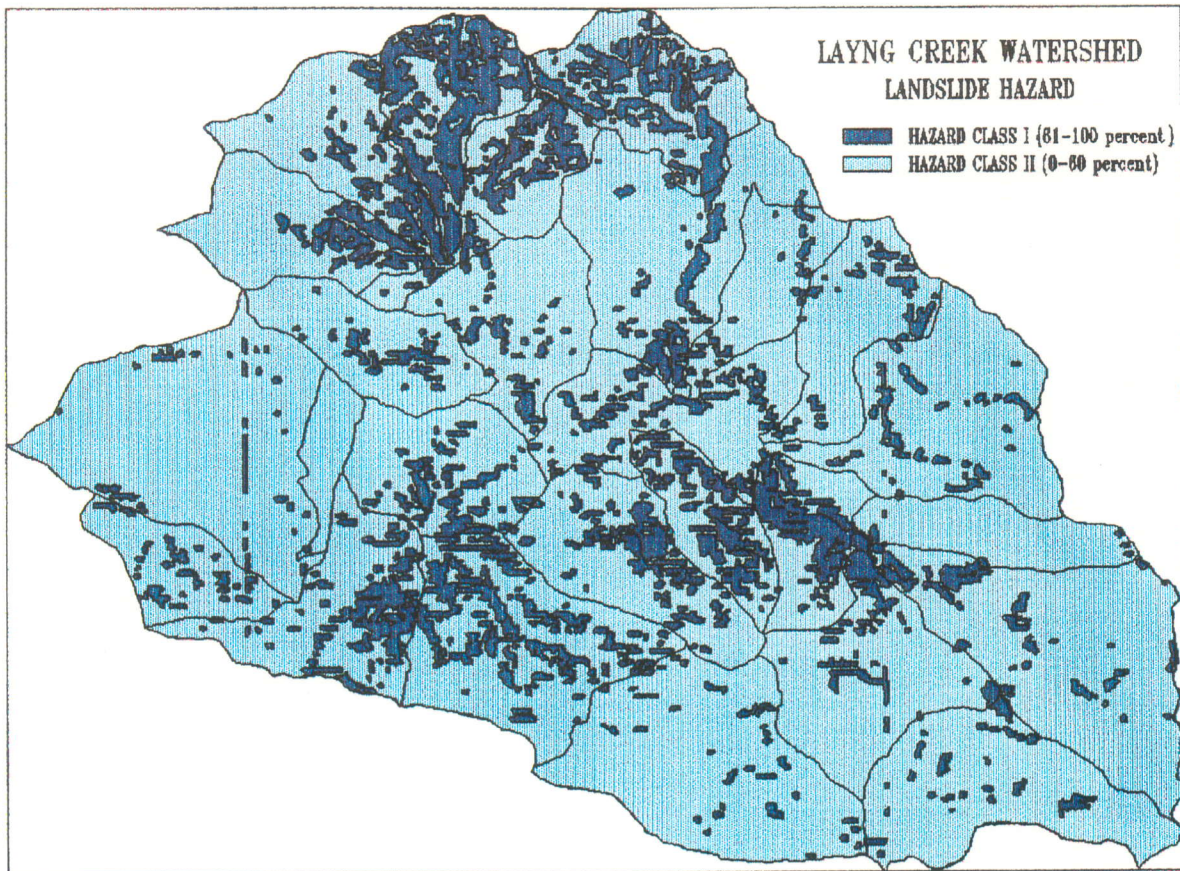 LAYNG CREEK WATERSHED
LANDSLIDE HAZARD
HAZARD CLASS I (61-100 percent)
HAZARD CLASS II (0-60 percent)